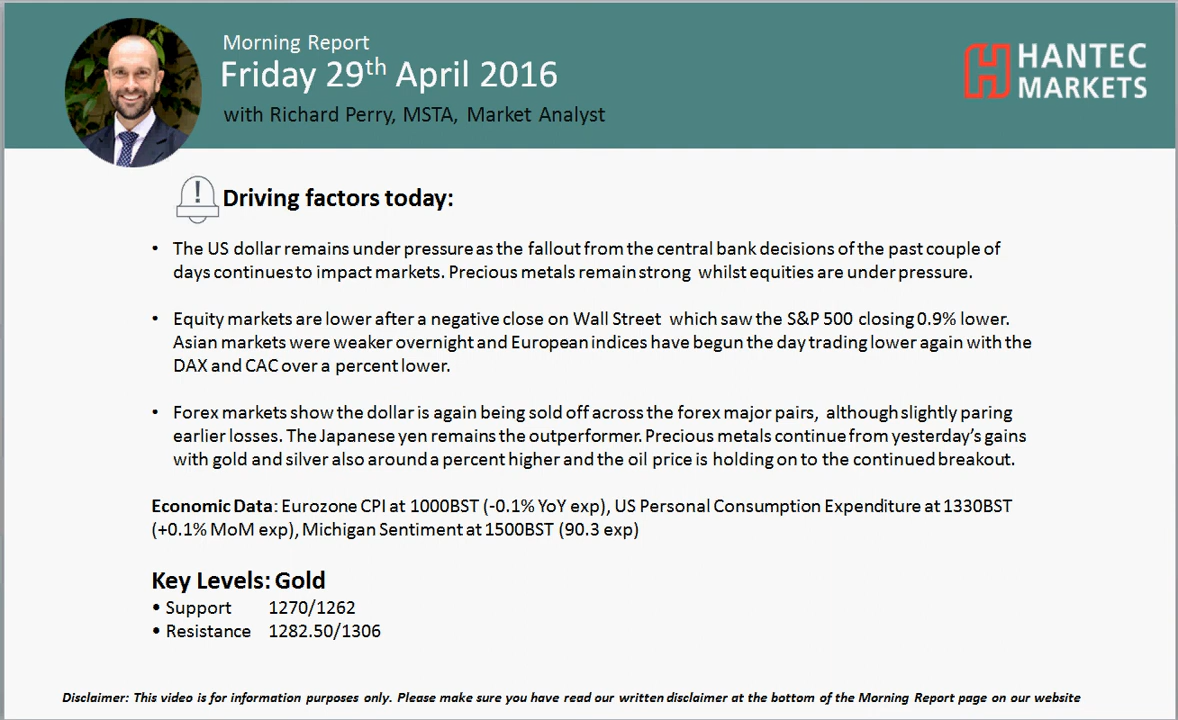 Morning Report
Friday 29th April 2016
with Richard Perry, MSTA, Market Analyst
HANTEC
MARKETS
Driving factors today:
• The US dollar remains under pressure as the fallout from the central bank decisions of the past couple of
days continues to impact markets. Precious metals remain strong whilst equities are under pressure.
• Equity markets are lower after a negative close on Wall Street which saw the S&P 500 closing 0.9% lower.
Asian markets were weaker overnight and European indices have begun the day trading lower again with the
DAX and CAC over a percent lower.
• Forex markets show the dollar is again being sold off across the forex major pairs, although slightly paring
earlier losses. The Japanese yen remains the outperformer. Precious metals continue from yesterday’s gains
with gold and silver also around a percent higher and the oil price is holding on to the continued breakout.
Economic Data: Eurozone CPI at 1000BST (-0.1% YoY exp), US Personal Consumption Expenditure at 1330BST
(+0.1% MoM exp), Michigan Sentiment at 1500BST (90.3 exp)
Key Levels: Gold
• Support 1270/1262
• Resistance 1282.50/1306
Disclaimer: This video is for information purposes only. Please make sure you have read our written disclaimer at the bottom of the Morning Report page on our website